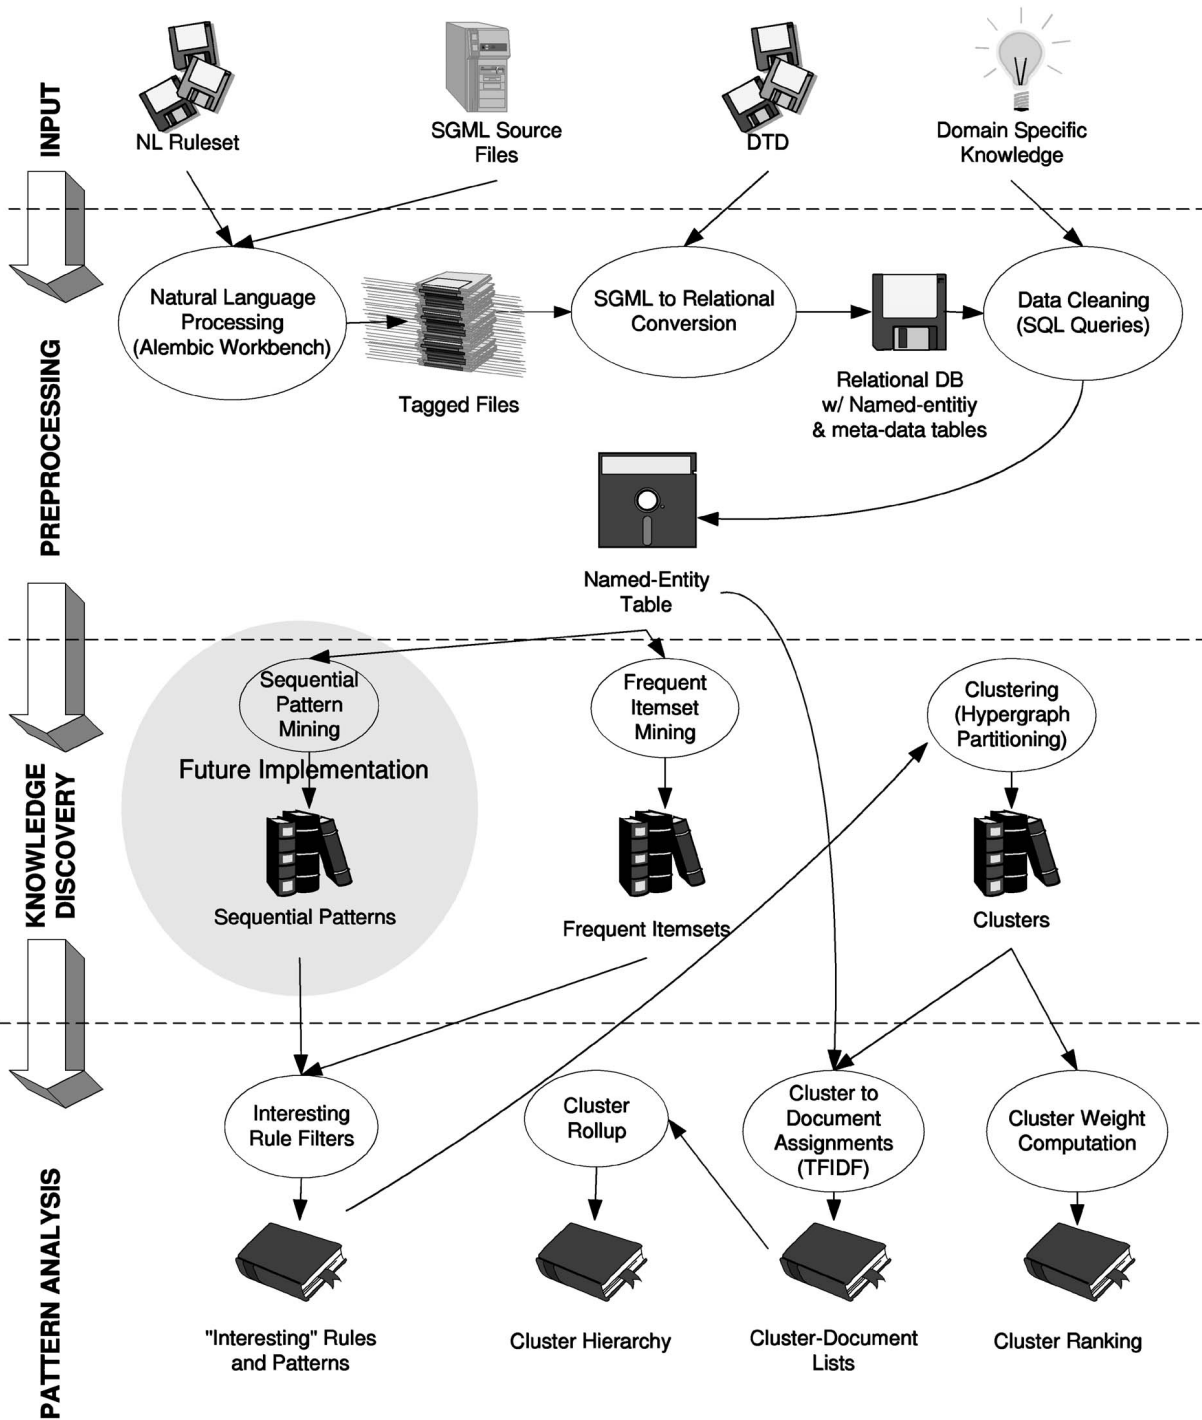 INPUT
NL Ruleset
SGML Source
Files
DTD
Domain Specific
Knowledge
PREPROCESSING
Natural Language
Processing
(Alembic Workbench)
Tagged Files
SGML to Relational
Conversion
Relational DB
w/ Named-entitiy
& meta-data tables
Data Cleaning
(SQL Queries)
Named-Entity
Table
KNOWLEDGE
DISCOVERY
Sequential
Pattern
Mining
Future Implementation
Sequential Patterns
Frequent
Itemset
Mining
Frequent Itemsets
Clustering
(Hypergraph
Partitioning)
Clusters
PATTERN ANALYSIS
Interesting
Rule Filters
"Interesting" Rules
and Patterns
Cluster
Rollup
Cluster Hierarchy
Cluster to
Document
Assignments
(TFIDF)
Cluster-Document
Lists
Cluster Weight
Computation
Cluster Ranking